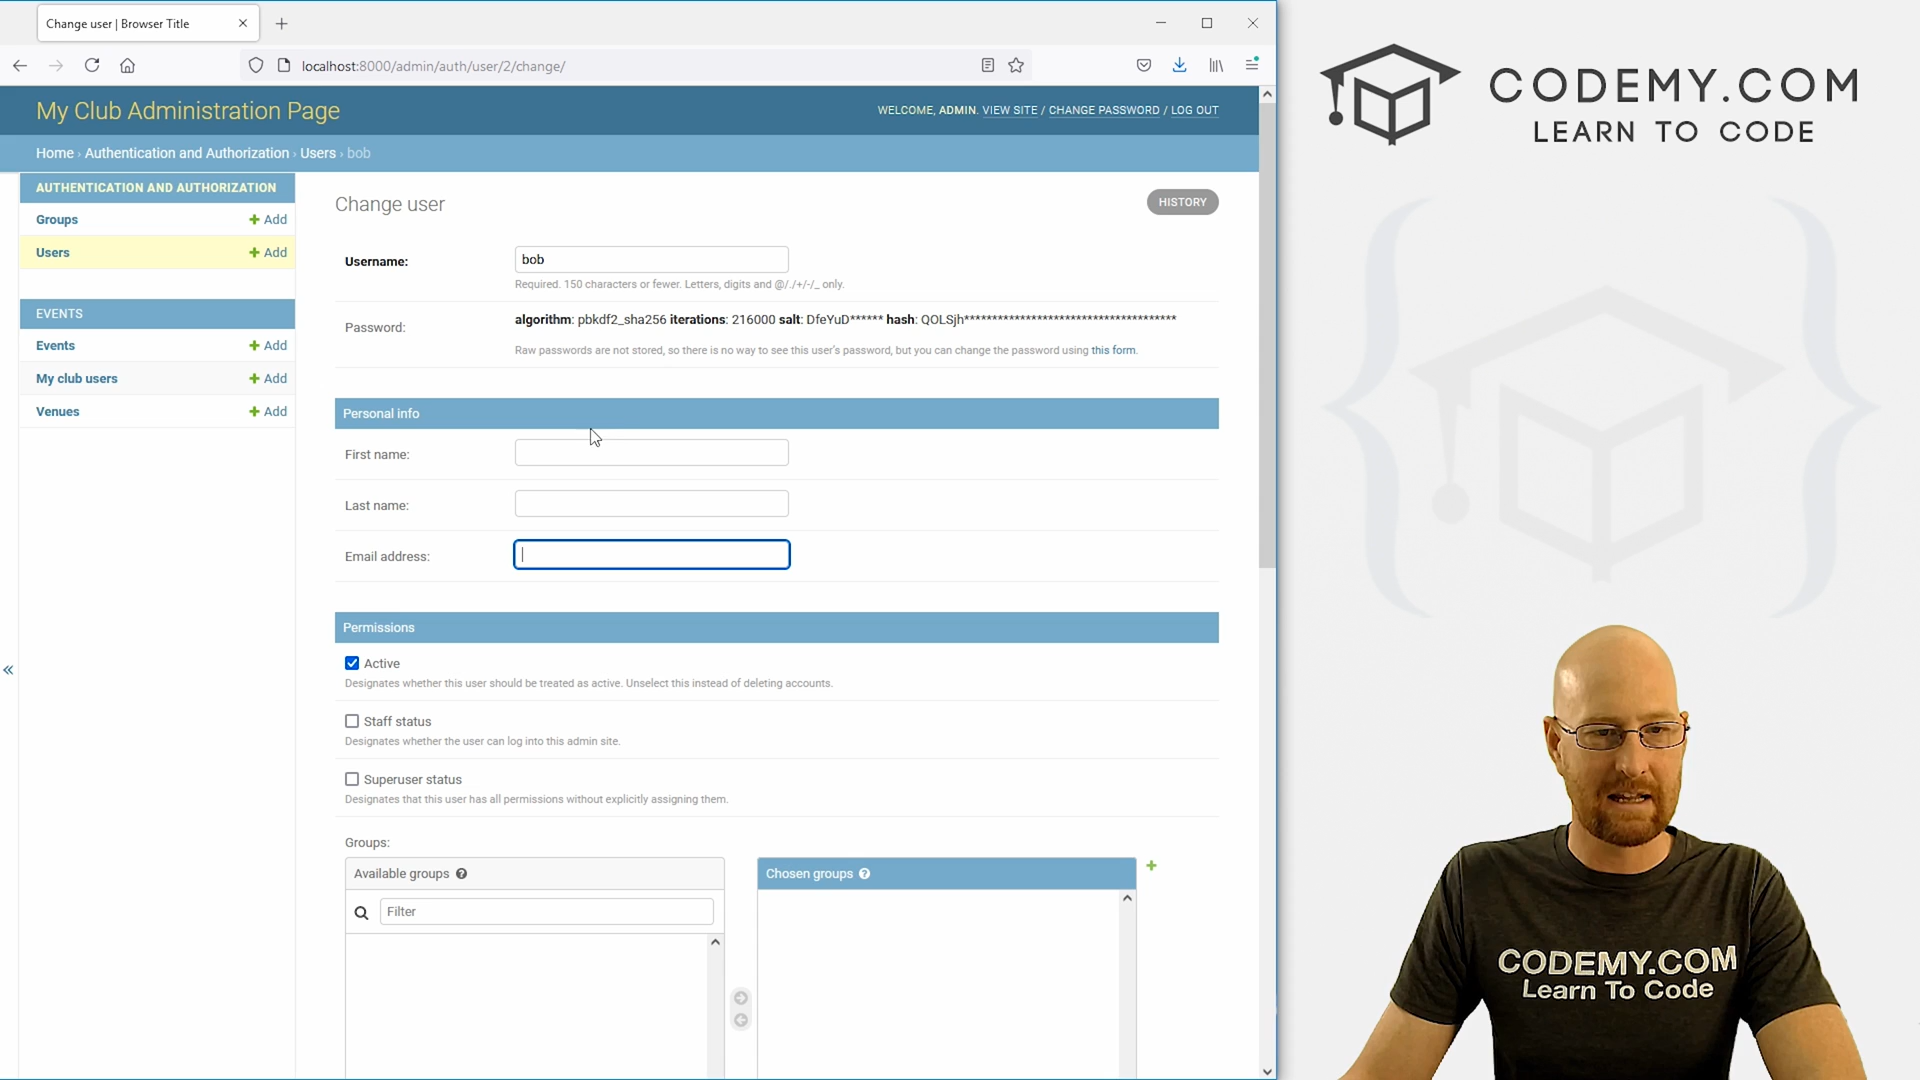 Change user | Browser Title
localhost:8000/admin/auth/user/2/change/
My Club Administration Page
WELCOME, ADMIN. VIEW SITE / CHANGE PASSWORD / LOG OUT
Home › Authentication and Authorization › Users › bob
AUTHENTICATION AND AUTHORIZATION
Groups + Add
Users + Add
EVENTS
Events + Add
My club users + Add
Venues + Add
«
Change user
HISTORY
Username: bob
Required. 150 characters or fewer. Letters, digits and @/./+/-/_ only.
Password: algorithm: pbkdf2_sha256 iterations: 216000 salt: DfeYuD****** hash: QOLSjh**************************************
Raw passwords are not stored, so there is no way to see this user's password, but you can change the password using this form.
Personal info
First name:
Last name:
Email address:
Permissions
Active
Designates whether this user should be treated as active. Unselect this instead of deleting accounts.
Staff status
Designates whether the user can log into this admin site.
Superuser status
Designates that this user has all permissions without explicitly assigning them.
Groups:
Available groups ?
Filter
Chosen groups ?
CODEMY.COM
LEARN TO CODE
CODEMY.COM
Learn To Code